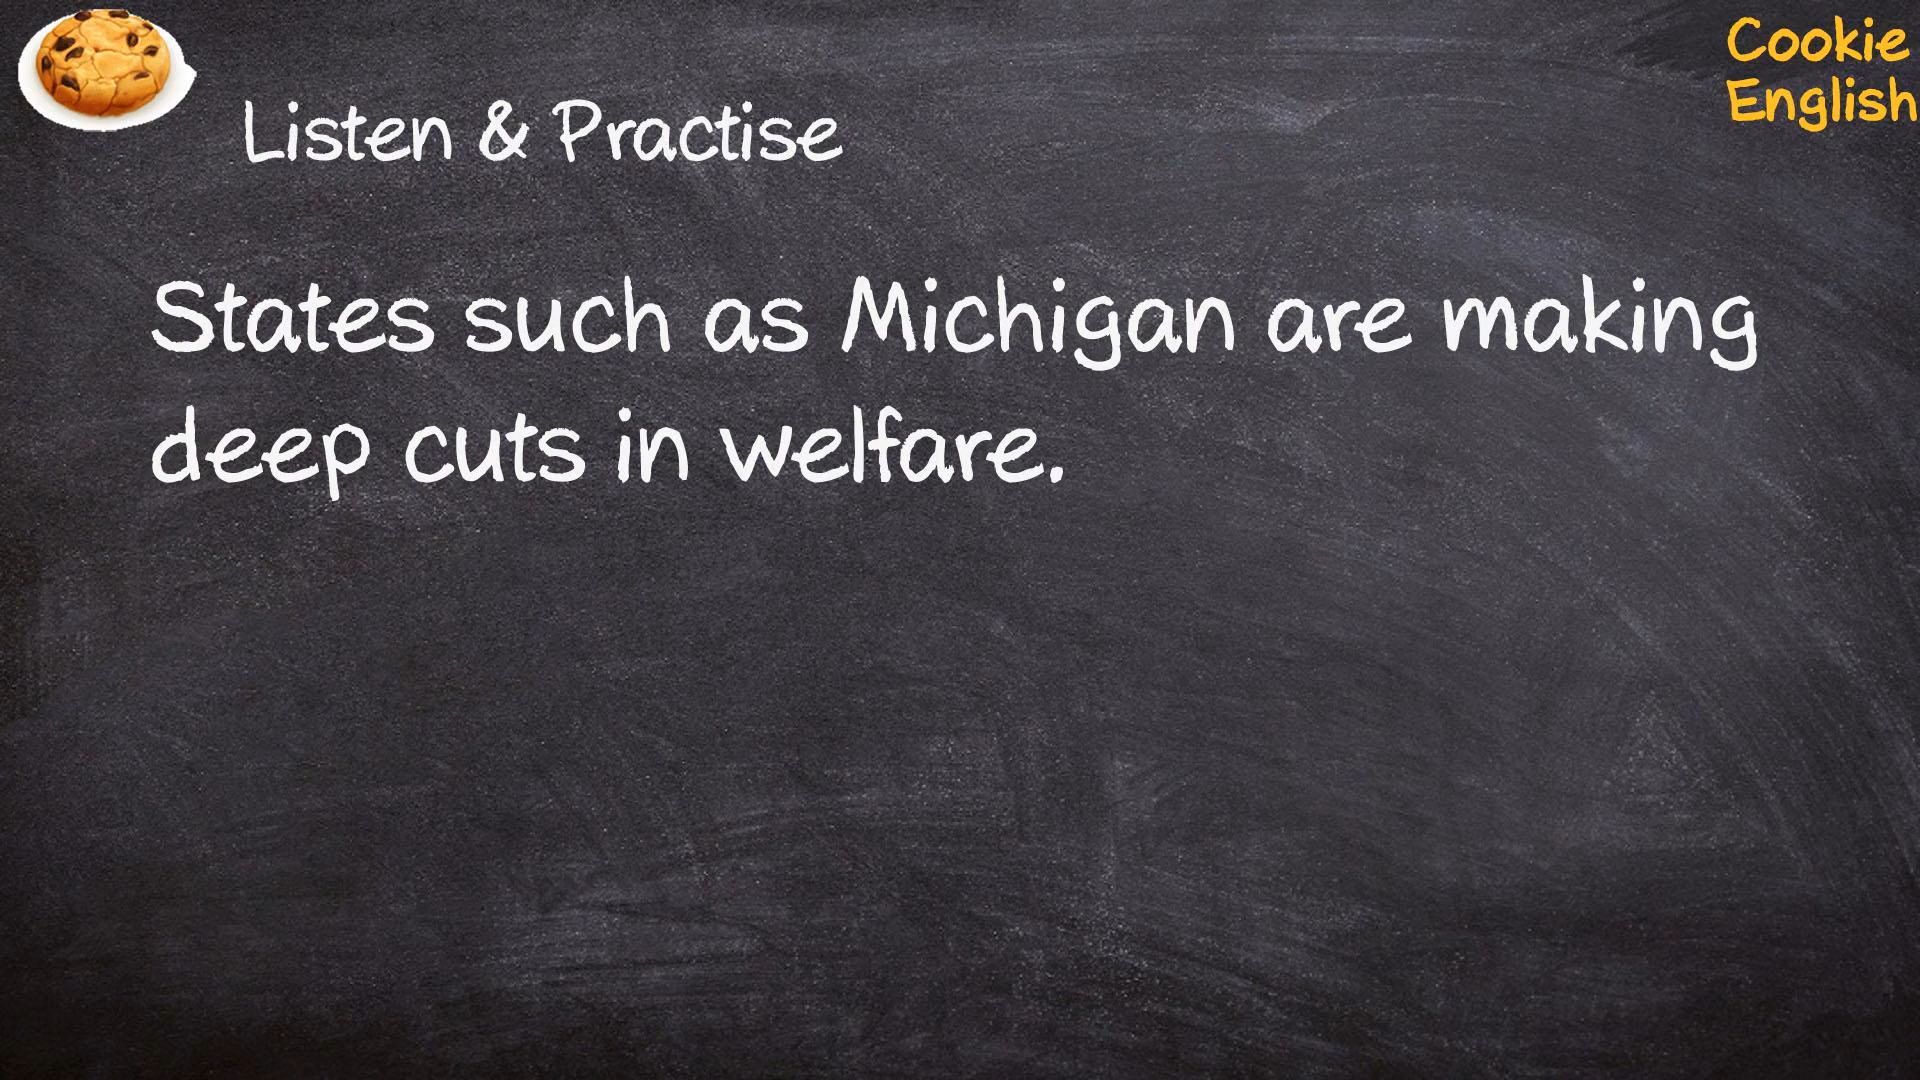 Cookie
English
Listen & Practise
States such as Michigan are making
deep cuts in welfare.